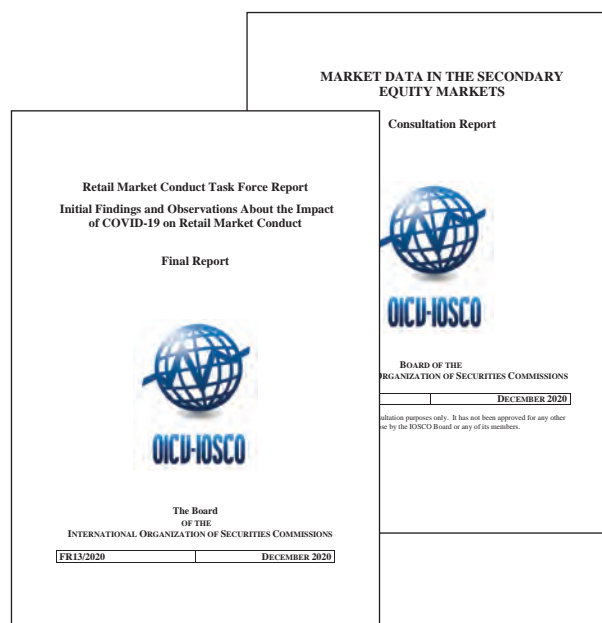 MARKET DATA IN THE SECONDARY
EQUITY MARKETS
Consultation Report
OICU-IOSCO
BOARD OF THE
ORGANIZATION OF SECURITIES COMMISSIONS
DECEMBER 2020
purposes only. It has not been approved for any other
by the IOSCO Board or any of its members.
Retail Market Conduct Task Force Report
Initial Findings and Observations About the Impact
of COVID-19 on Retail Market Conduct
Final Report
OICU-IOSCO
The Board
OF THE
INTERNATIONAL ORGANIZATION OF SECURITIES COMMISSIONS
FR13/2020 DECEMBER 2020